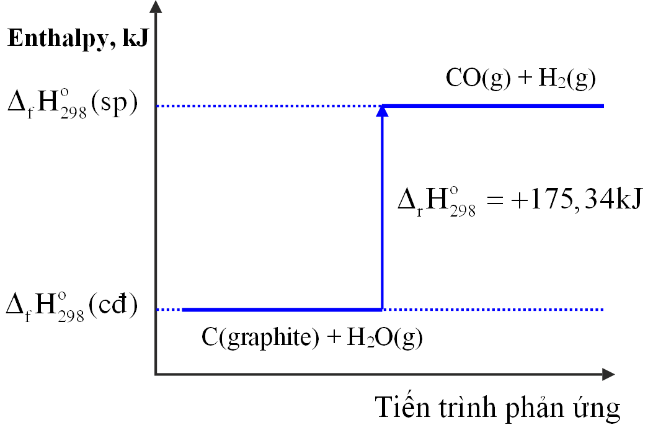 Enthalpy, kJ
CO(g) + H₂(g)
ΔfH°₂₉₈(sp)
ΔrH°₂₉₈ = +175,34kJ
ΔfH°₂₉₈(cđ)
C(graphite) + H₂O(g)
Tiến trình phản ứng